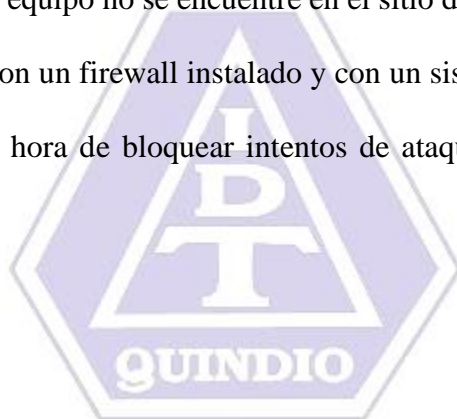 equipo no se encuentre en el sitio d
on un firewall instalado y con un sis
hora de bloquear intentos de ataqu
I
D
T
QUINDIO